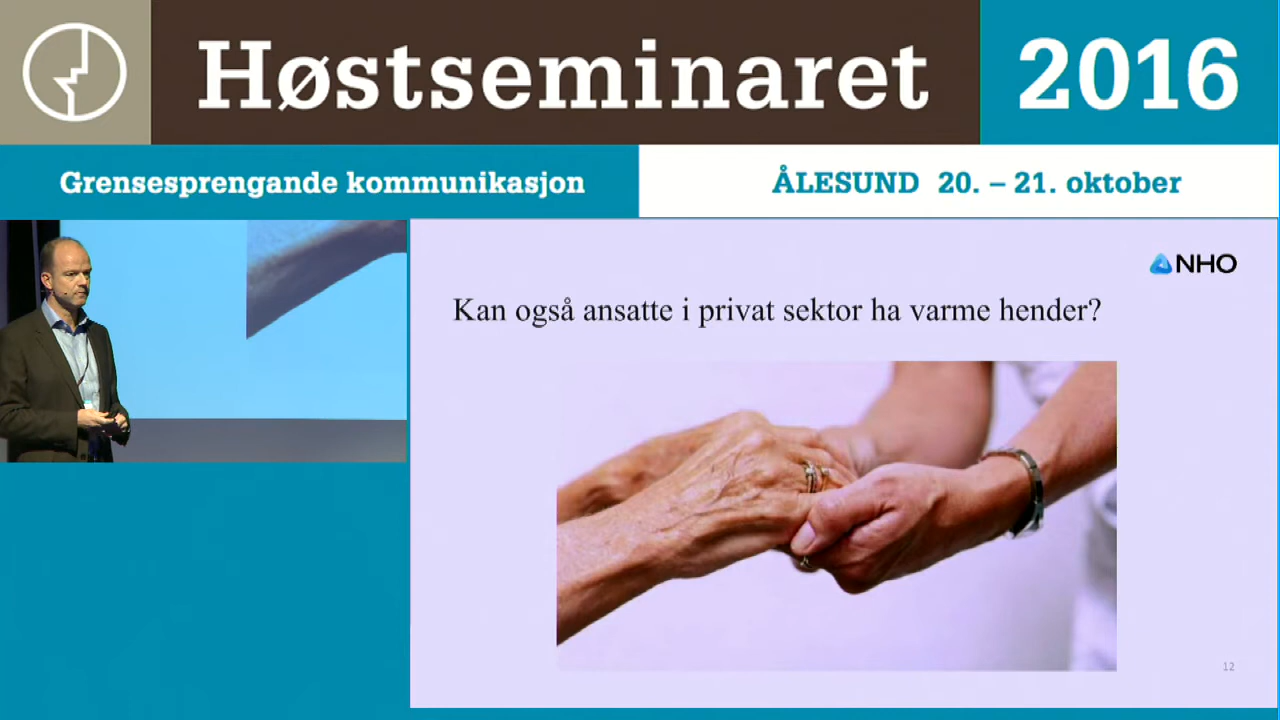 Høstseminaret
2016
Grensesprengande kommunikasjon
ÅLESUND 20. – 21. oktober
NHO
Kan også ansatte i privat sektor ha varme hender?
12